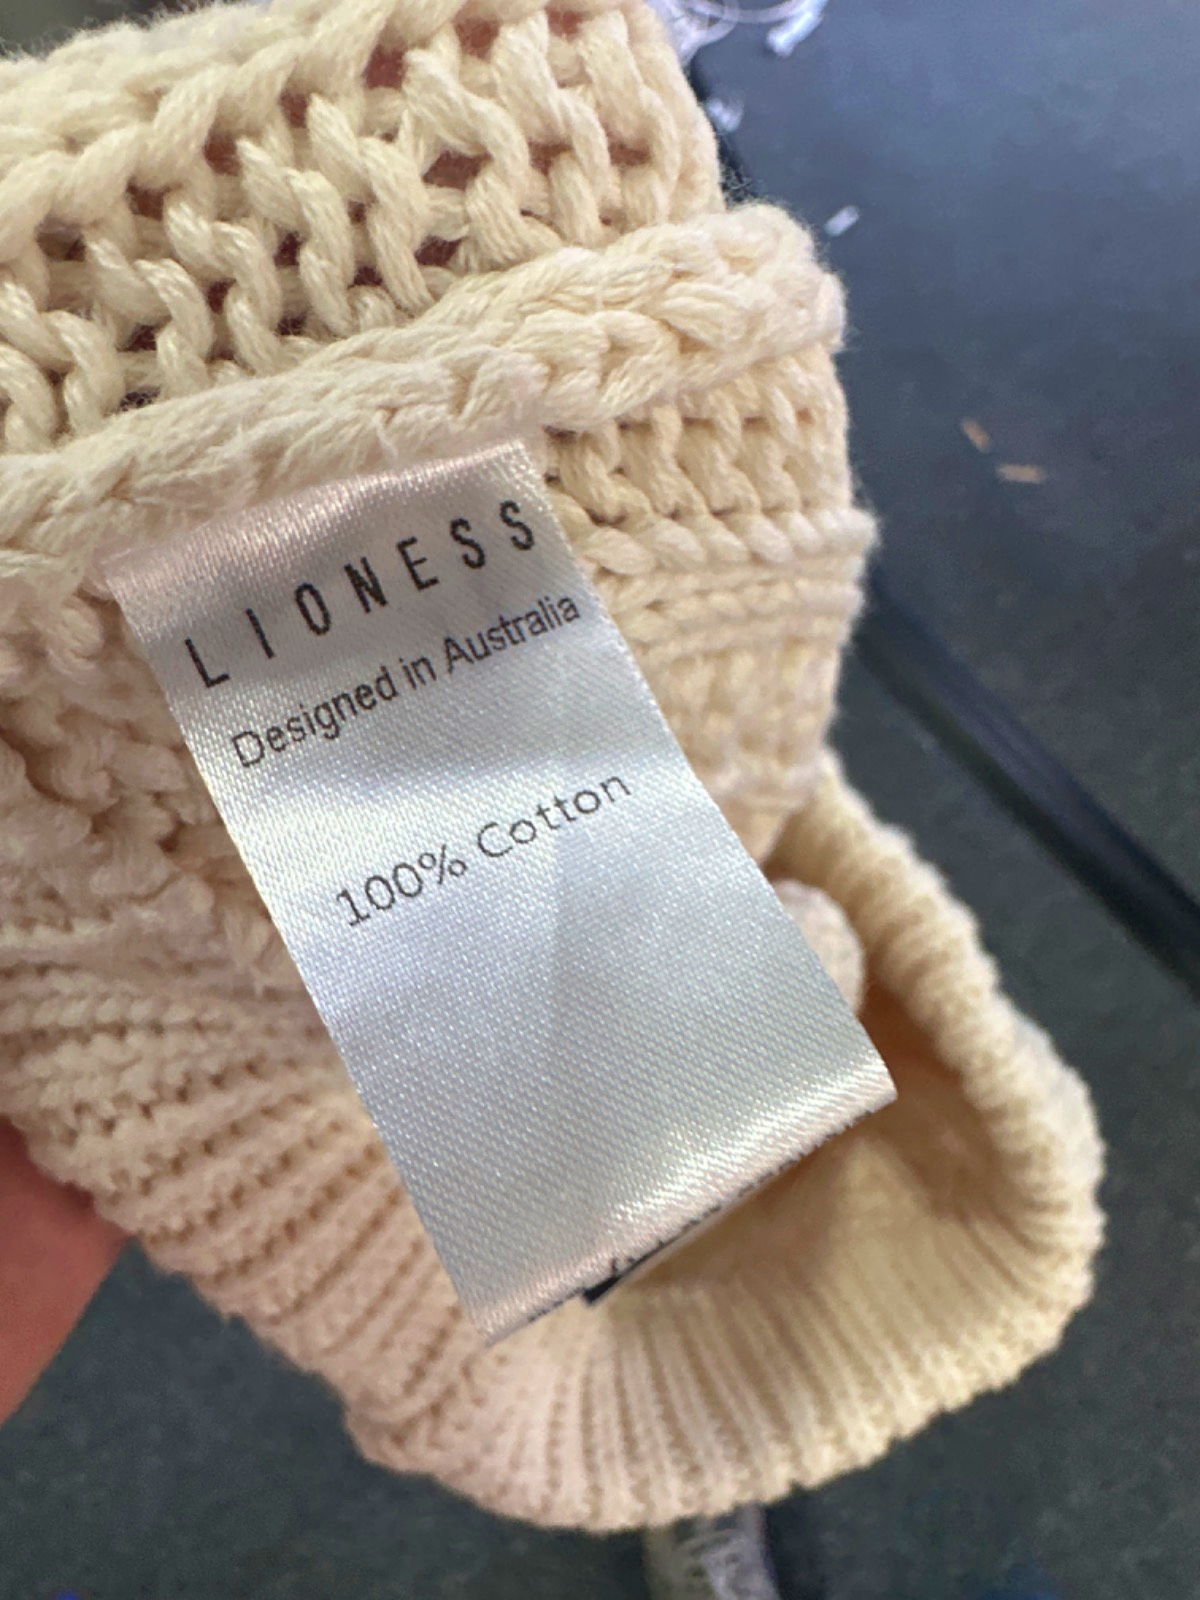 LIONESS
Designed in Australia
100% Cotton